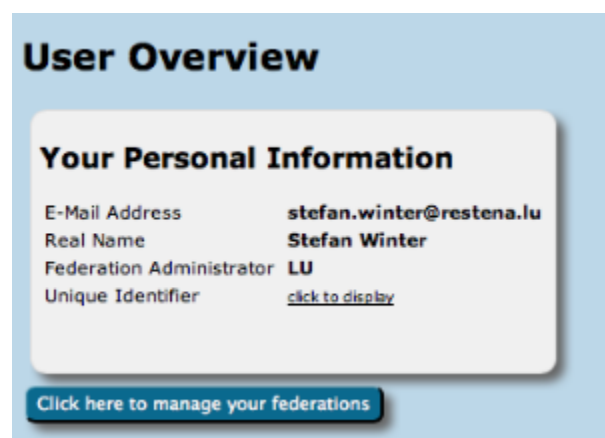 User Overview
Your Personal Information
E-Mail Address stefan.winter@restena.lu
Real Name Stefan Winter
Federation Administrator LU
Unique Identifier click to display
Click here to manage your federations